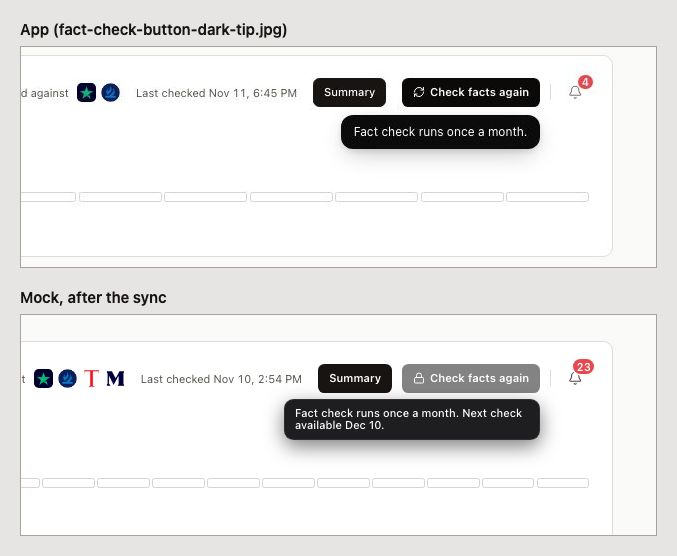 App (fact-check-button-dark-tip.jpg)
d against
Last checked Nov 11, 6:45 PM
Summary
Check facts again
4
Fact check runs once a month.
Mock, after the sync
t
T
M
Last checked Nov 10, 2:54 PM
Summary
Check facts again
23
Fact check runs once a month. Next check
available Dec 10.